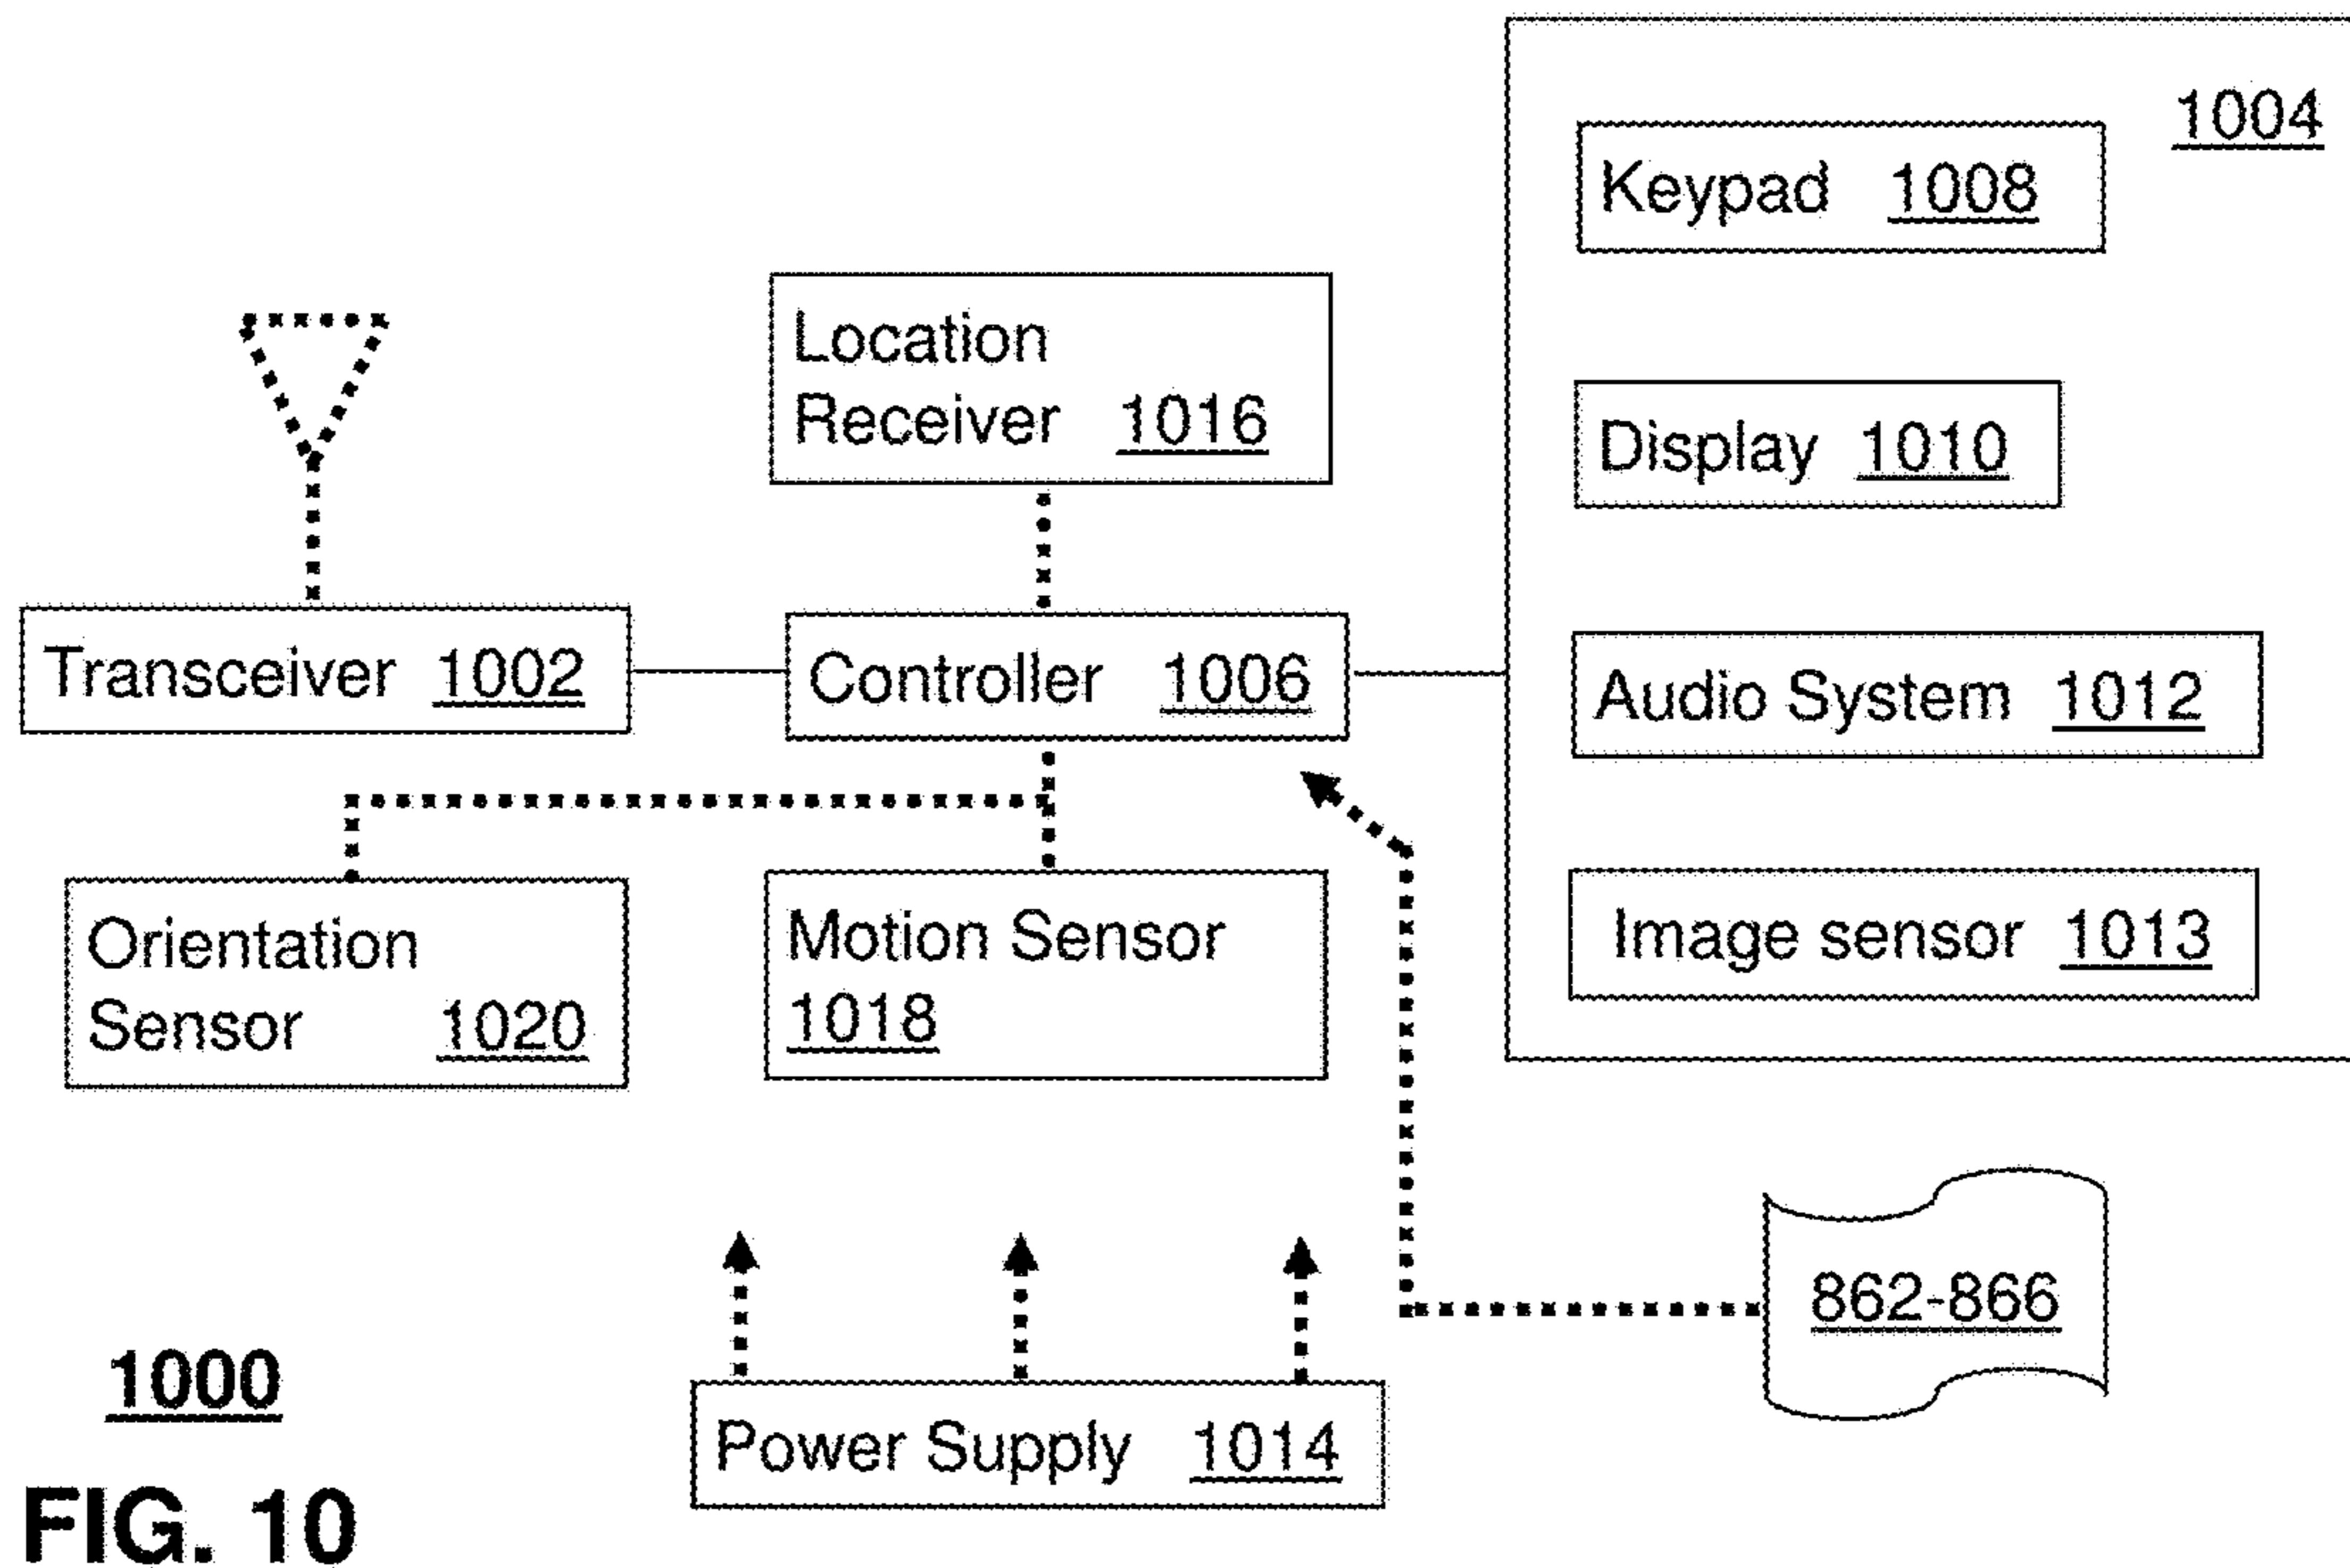 1004
Keypad 1008
Location
Receiver 1016
Display 1010
Transceiver 1002
Controller 1006
Audio System 1012
Orientation
Sensor 1020
Motion Sensor
1018
Image sensor 1013
862-866
Power Supply 1014
1000
FIG. 10